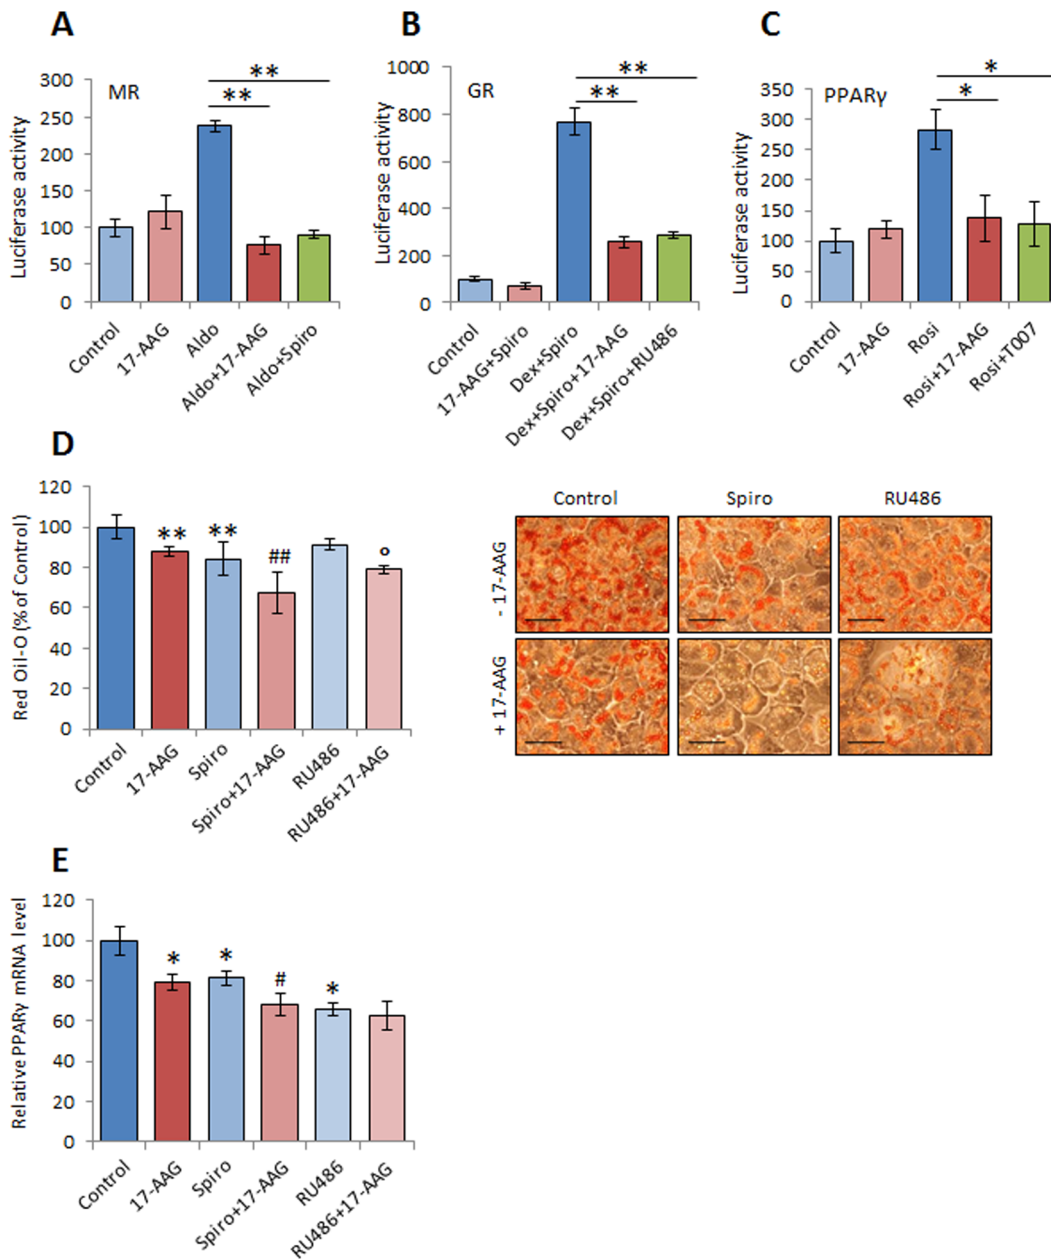 A
MR
**
**
Luciferase activity
300
250
200
150
100
50
0
Control
17-AAG
Aldo
Aldo+17-AAG
Aldo+Spiro
B
GR
**
**
Luciferase activity
1000
800
600
400
200
0
Control
17-AAG+Spiro
Dex+Spiro
Dex+Spiro+17-AAG
Dex+Spiro+RU486
C
PPARγ
*
*
Luciferase activity
350
300
250
200
150
100
50
0
Control
17-AAG
Rosi
Rosi+17-AAG
Rosi+T007
D
Red Oil-O (% of Control)
120
100
80
60
40
20
0
** ** ## °
Control
17-AAG
Spiro
Spiro+17-AAG
RU486
RU486+17-AAG
Control Spiro RU486
- 17-AAG
+ 17-AAG
E
Relative PPARγ mRNA level
120
100
80
60
40
20
0
* * # *
Control
17-AAG
Spiro
Spiro+17-AAG
RU486
RU486+17-AAG